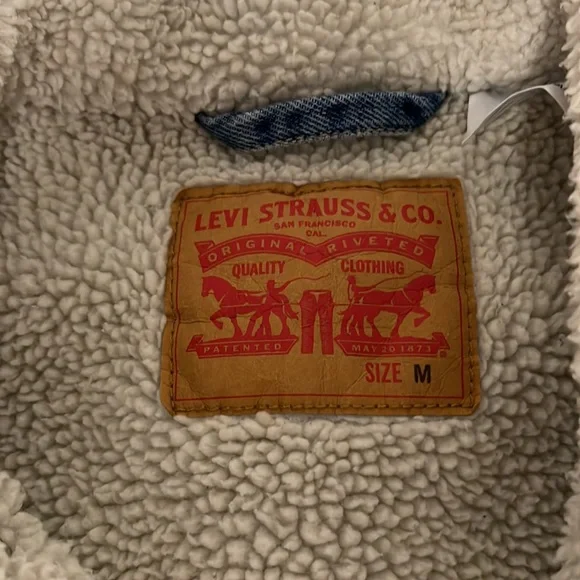 LEVI STRAUSS & CO.
SAN FRANCISCO
CAL.
ORIGINAL RIVETED
QUALITY CLOTHING
PATENTED MAY 20 1873
SIZE M